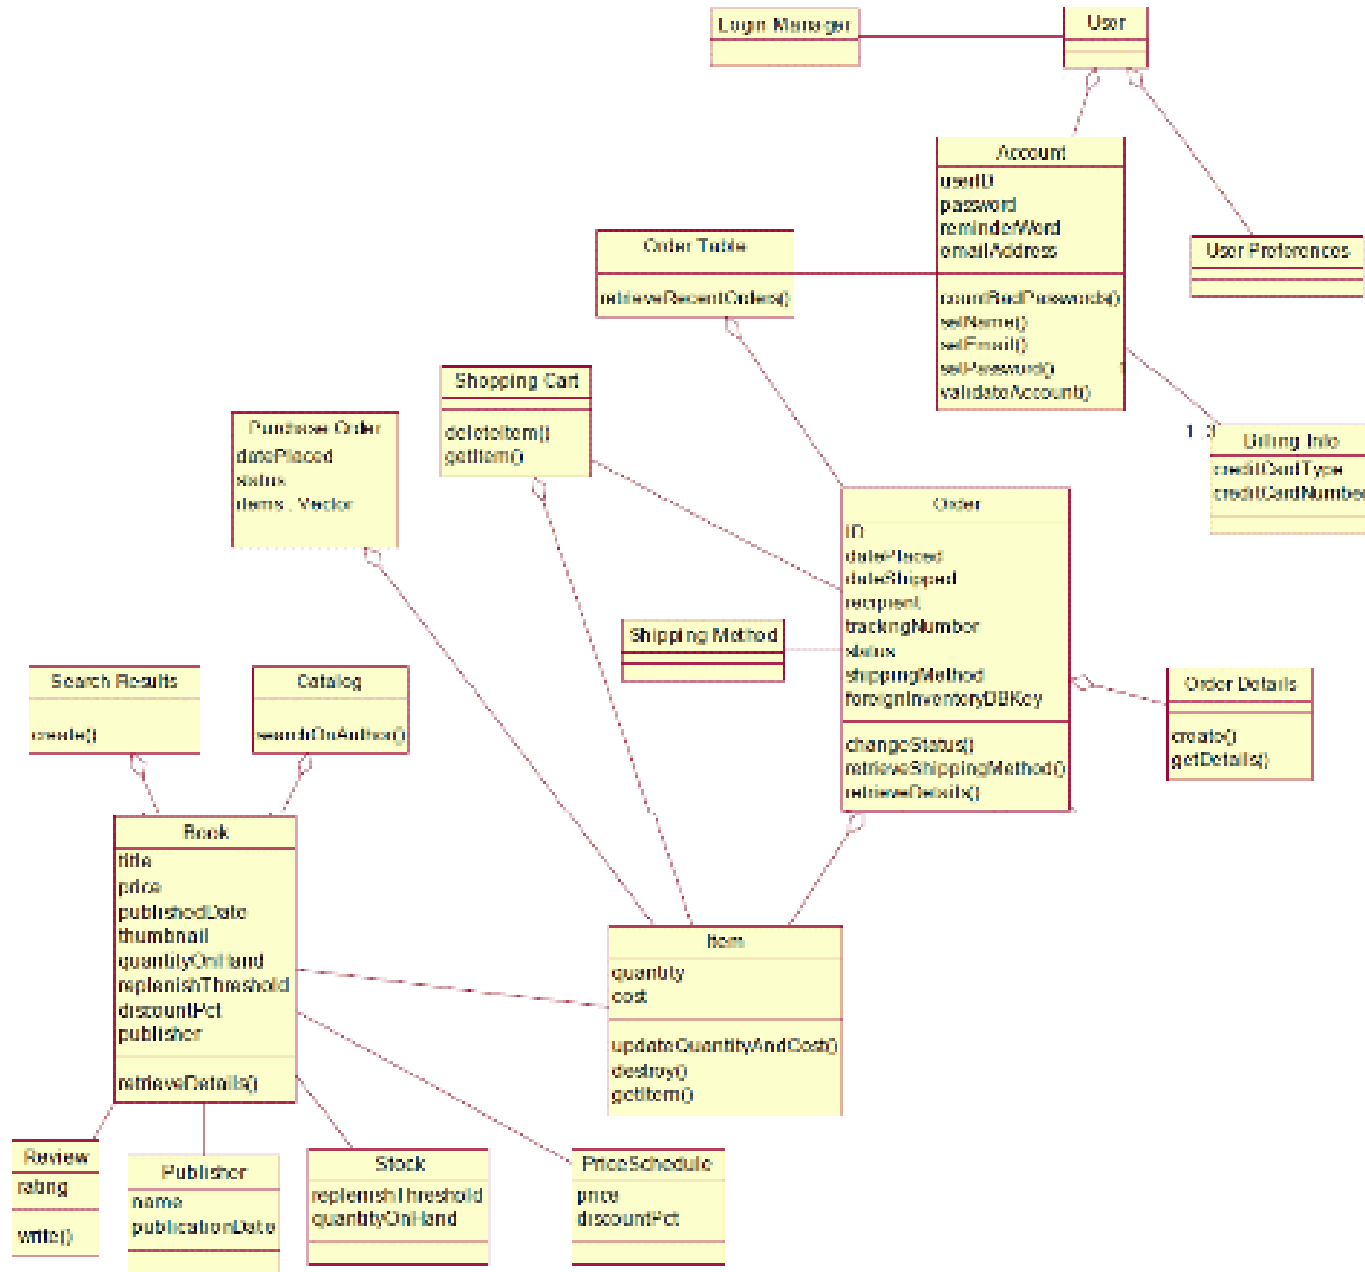 Login Manager
User
Account
userID
password
reminderWord
emailAddress
countBadPasswords()
setName()
setEmail()
setPassword()
validateAccount()
User Preferences
Order Table
retrieveRecentOrders()
Shopping Cart
deleteItem()
getItem()
Purchase Order
datePlaced
status
items : Vector
1
1..3
Billing Info
creditCardType
creditCardNumber
Order
ID
datePlaced
dateShipped
recipient
trackingNumber
status
shippingMethod
foreignInventoryDBKey
changeStatus()
retrieveShippingMethod()
retrieveDetails()
Shipping Method
Order Details
create()
getDetails()
Search Results
create()
Catalog
searchOnAuthor()
Book
title
price
publishedDate
thumbnail
quantityOnHand
replenishThreshold
discountPct
publisher
retrieveDetails()
Item
quantity
cost
updateQuantityAndCost()
destroy()
getItem()
Review
rating
write()
Publisher
name
publicationDate
Stock
replenishThreshold
quantityOnHand
PriceSchedule
price
discountPct